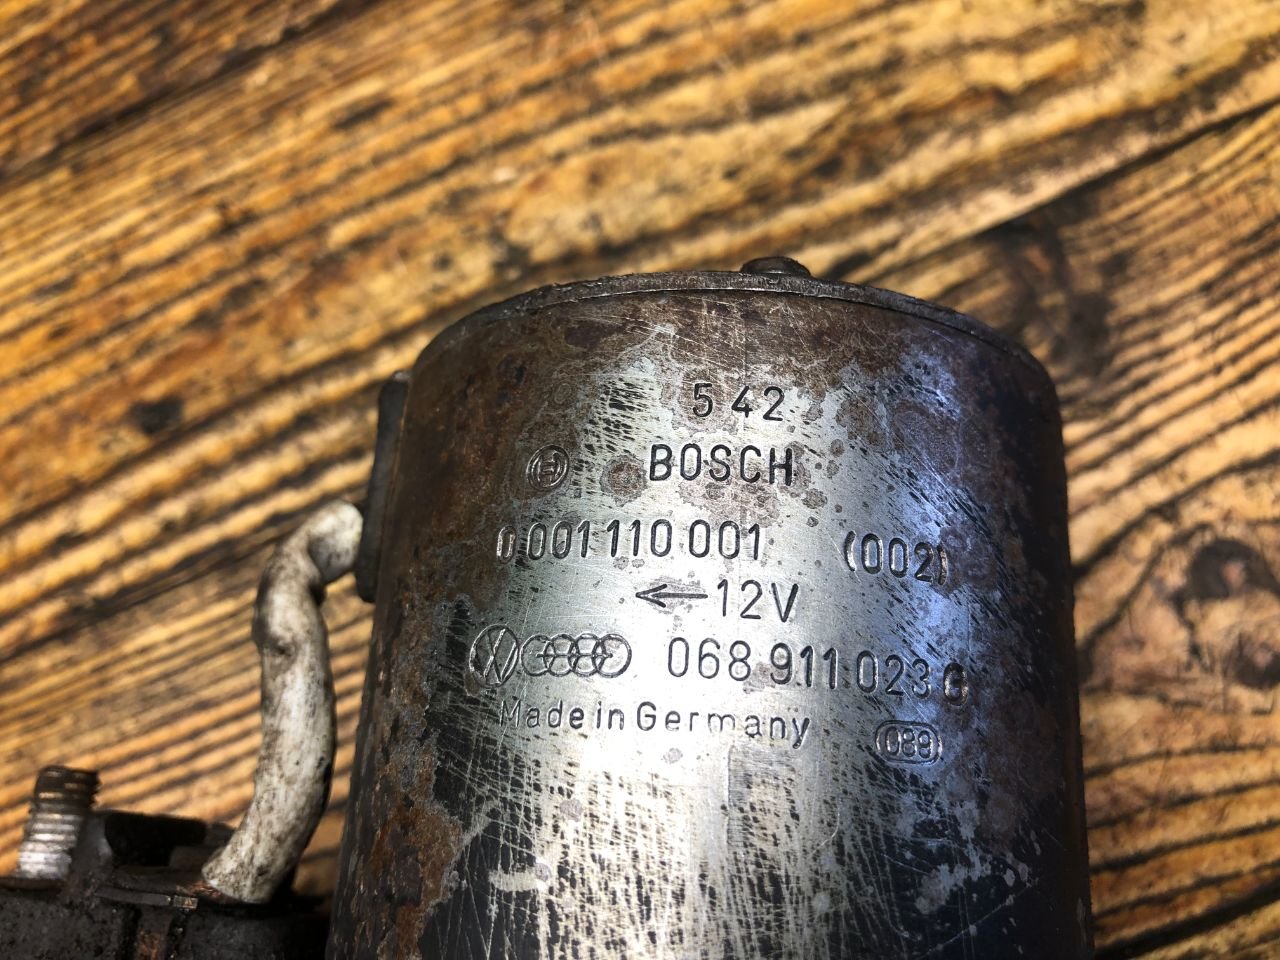 542
BOSCH
0 001 110 001 (002)
← 12V
068 911 023 G
Made in Germany
089